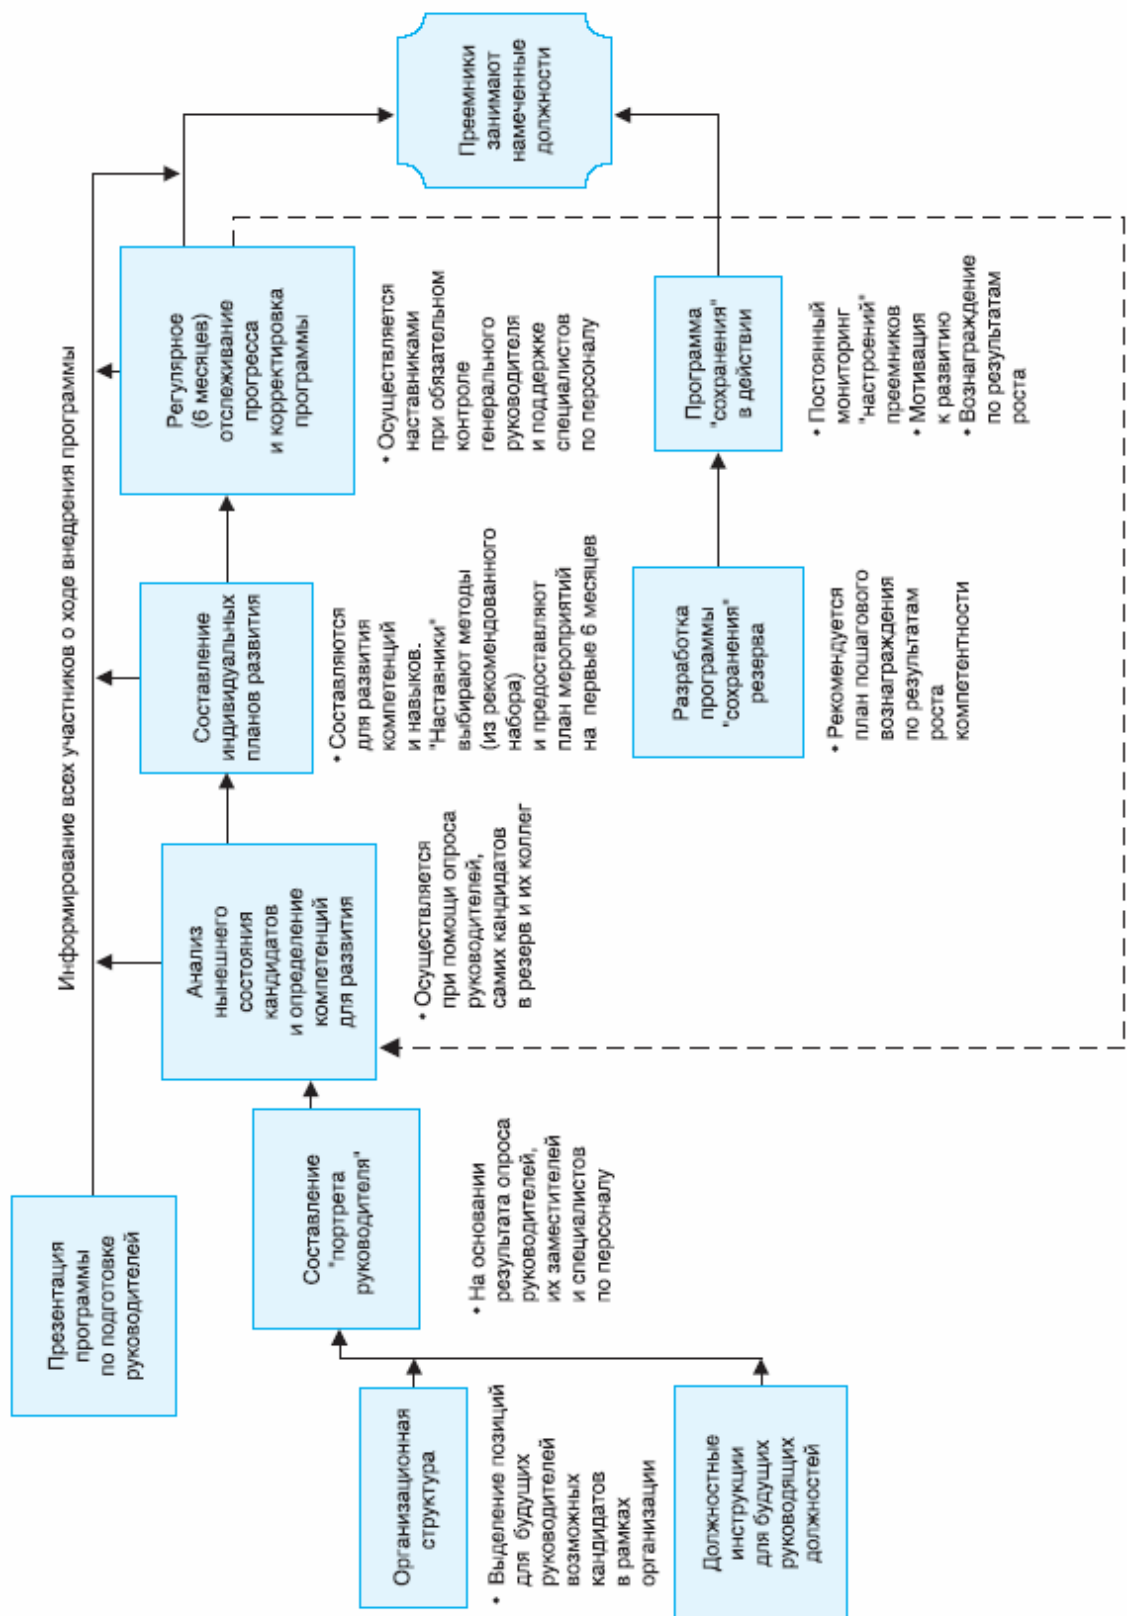 Информирование всех участников о ходе внедрения программы
Презентация
программы
по подготовке
руководителей
Организационная
структура
• Выделение позиций
для будущих
руководителей
возможных
кандидатов
в рамках
организации
Должностные
инструкции
для будущих
руководящих
должностей
Составление
"портрета
руководителя"
• На основании
результата опроса
руководителей,
их заместителей
и специалистов
по персоналу
Анализ
нынешнего
состояния
кандидатов
и определение
компетенций
для развития
• Осуществляется
при помощи опроса
руководителей,
самих кандидатов
в резерв и их коллег
Составление
индивидуальных
планов развития
• Составляются
для развития
компетенций
и навыков.
"Наставники"
выбирают методы
(из рекомендованного
набора)
и предоставляют
план мероприятий
на первые 6 месяцев
Регулярное
(6 месяцев)
отслеживание
прогресса
и корректировка
программы
• Осуществляется
наставниками
при обязательном
контроле
генерального
руководителя
и поддержке
специалистов
по персоналу
Разработка
программы
"сохранения"
резерва
• Рекомендуется
план пошагового
вознаграждения
по результатам
роста
компетентности
Программа
"сохранения"
в действии
• Постоянный
мониторинг
"настроений"
преемников
• Мотивация
к развитию
• Вознаграждение
по результатам
роста
Преемники
занимают
намеченные
должности